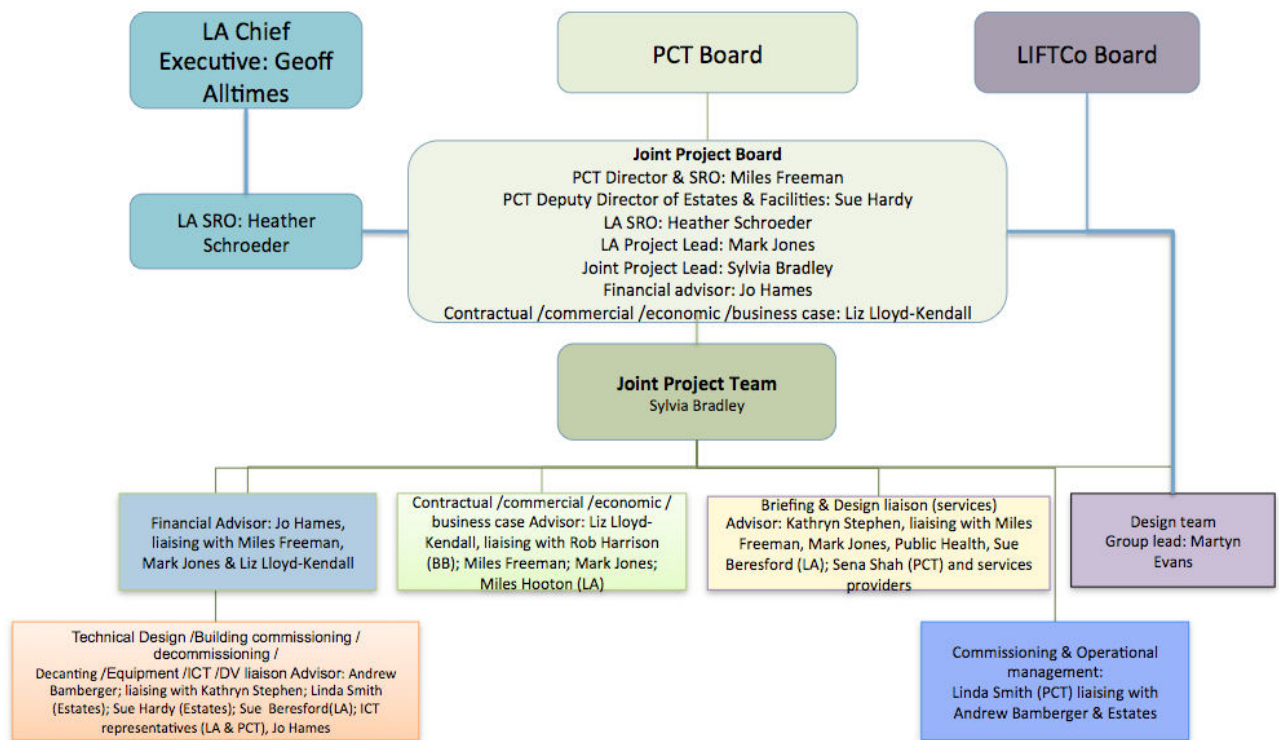 LA Chief
Executive: Geoff
Alltimes
PCT Board
LIFTCo Board
LA SRO: Heather
Schroeder
Joint Project Board
PCT Director & SRO: Miles Freeman
PCT Deputy Director of Estates & Facilities: Sue Hardy
LA SRO: Heather Schroeder
LA Project Lead: Mark Jones
Joint Project Lead: Sylvia Bradley
Financial advisor: Jo Hames
Contractual /commercial /economic /business case: Liz Lloyd-Kendall
Joint Project Team
Sylvia Bradley
Financial Advisor: Jo Hames,
liaising with Miles Freeman,
Mark Jones & Liz Lloyd-Kendall
Contractual /commercial /economic /
business case Advisor: Liz Lloyd-
Kendall, liaising with Rob Harrison
(BB); Miles Freeman; Mark Jones;
Miles Hooton (LA)
Briefing & Design liaison (services)
Advisor: Kathryn Stephen, liaising with Miles
Freeman, Mark Jones, Public Health, Sue
Beresford (LA); Sena Shah (PCT) and services
providers
Design team
Group lead: Martyn
Evans
Technical Design /Building commissioning /
decommissioning /
Decanting /Equipment /ICT /DV liaison Advisor: Andrew
Bamberger; liaising with Kathryn Stephen; Linda Smith
(Estates); Sue Hardy (Estates); Sue Beresford(LA); ICT
representatives (LA & PCT), Jo Hames
Commissioning & Operational
management:
Linda Smith (PCT) liaising with
Andrew Bamberger & Estates